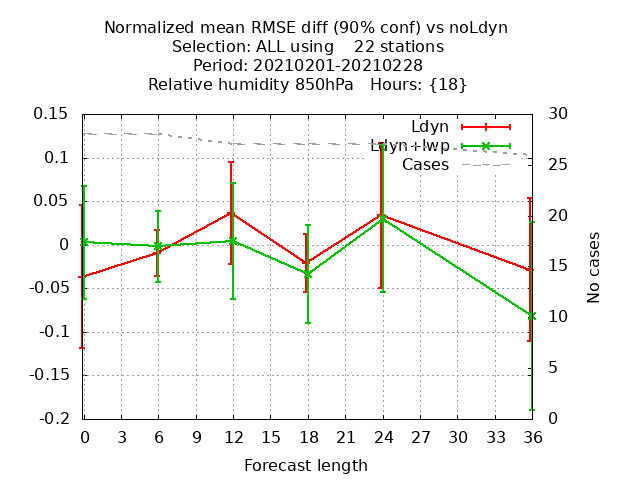 Normalized mean RMSE diff (90% conf) vs noLdyn
Selection: ALL using    22 stations
Period: 20210201-20210228
Relative humidity 850hPa   Hours: {18}
0.15
0.1
0.05
0
-0.05
-0.1
-0.15
-0.2
30
25
20
15
10
5
0
Ldyn
Ldyn+lwp
Cases
No cases
0 3 6 9 12 15 18 21 24 27 30 33 36
Forecast length